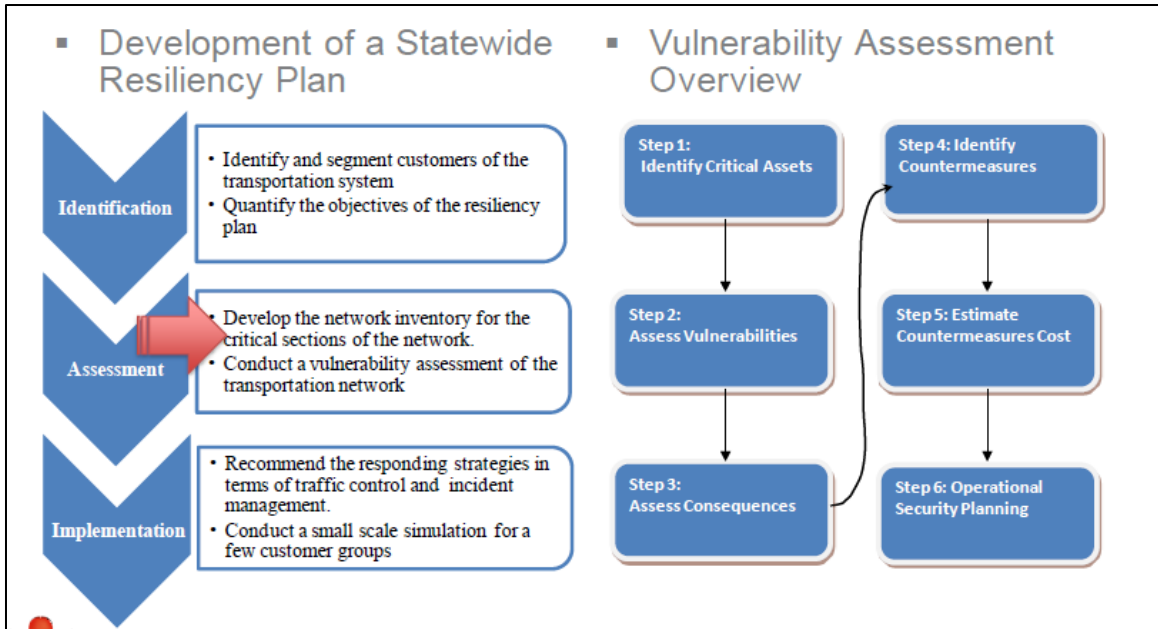 ▪ Development of a Statewide
Resiliency Plan
Identification
• Identify and segment customers of the
transportation system
• Quantify the objectives of the resiliency
plan
Assessment
• Develop the network inventory for the
critical sections of the network.
• Conduct a vulnerability assessment of the
transportation network
Implementation
• Recommend the responding strategies in
terms of traffic control and incident
management.
• Conduct a small scale simulation for a
few customer groups
▪ Vulnerability Assessment
Overview
Step 1:
Identify Critical Assets
Step 2:
Assess Vulnerabilities
Step 3:
Assess Consequences
Step 4: Identify
Countermeasures
Step 5: Estimate
Countermeasures Cost
Step 6: Operational
Security Planning